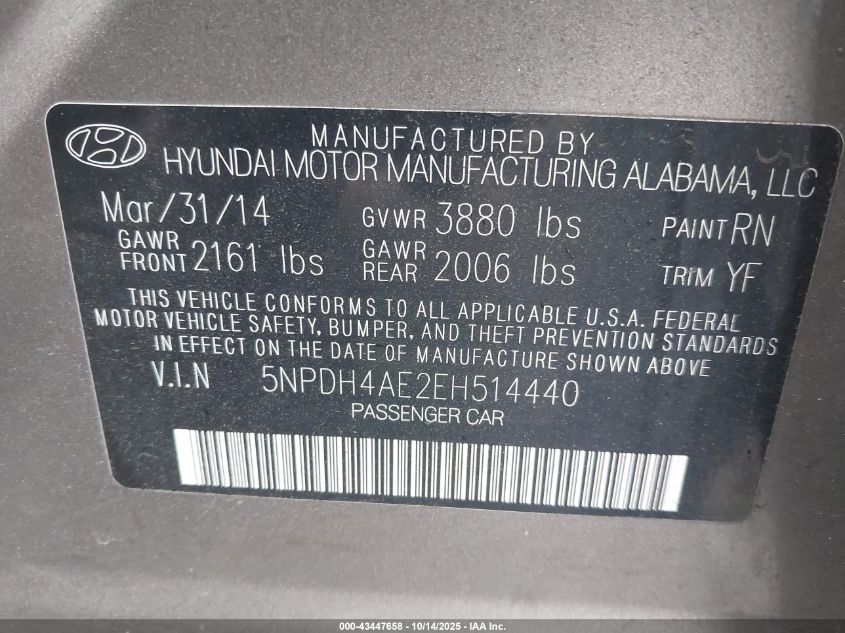 MANUFACTURED BY
HYUNDAI MOTOR MANUFACTURING ALABAMA, LLC
Mar/31/14 GVWR 3880 lbs PAINT RN
GAWR FRONT 2161 lbs GAWR REAR 2006 lbs TRIM YF
THIS VEHICLE CONFORMS TO ALL APPLICABLE U.S.A. FEDERAL
MOTOR VEHICLE SAFETY, BUMPER, AND THEFT PREVENTION STANDARDS
IN EFFECT ON THE DATE OF MANUFACTURE SHOWN ABOVE
V.I.N 5NPDH4AE2EH514440
PASSENGER CAR
000-43447658 - 10/14/2025 - IAA Inc.